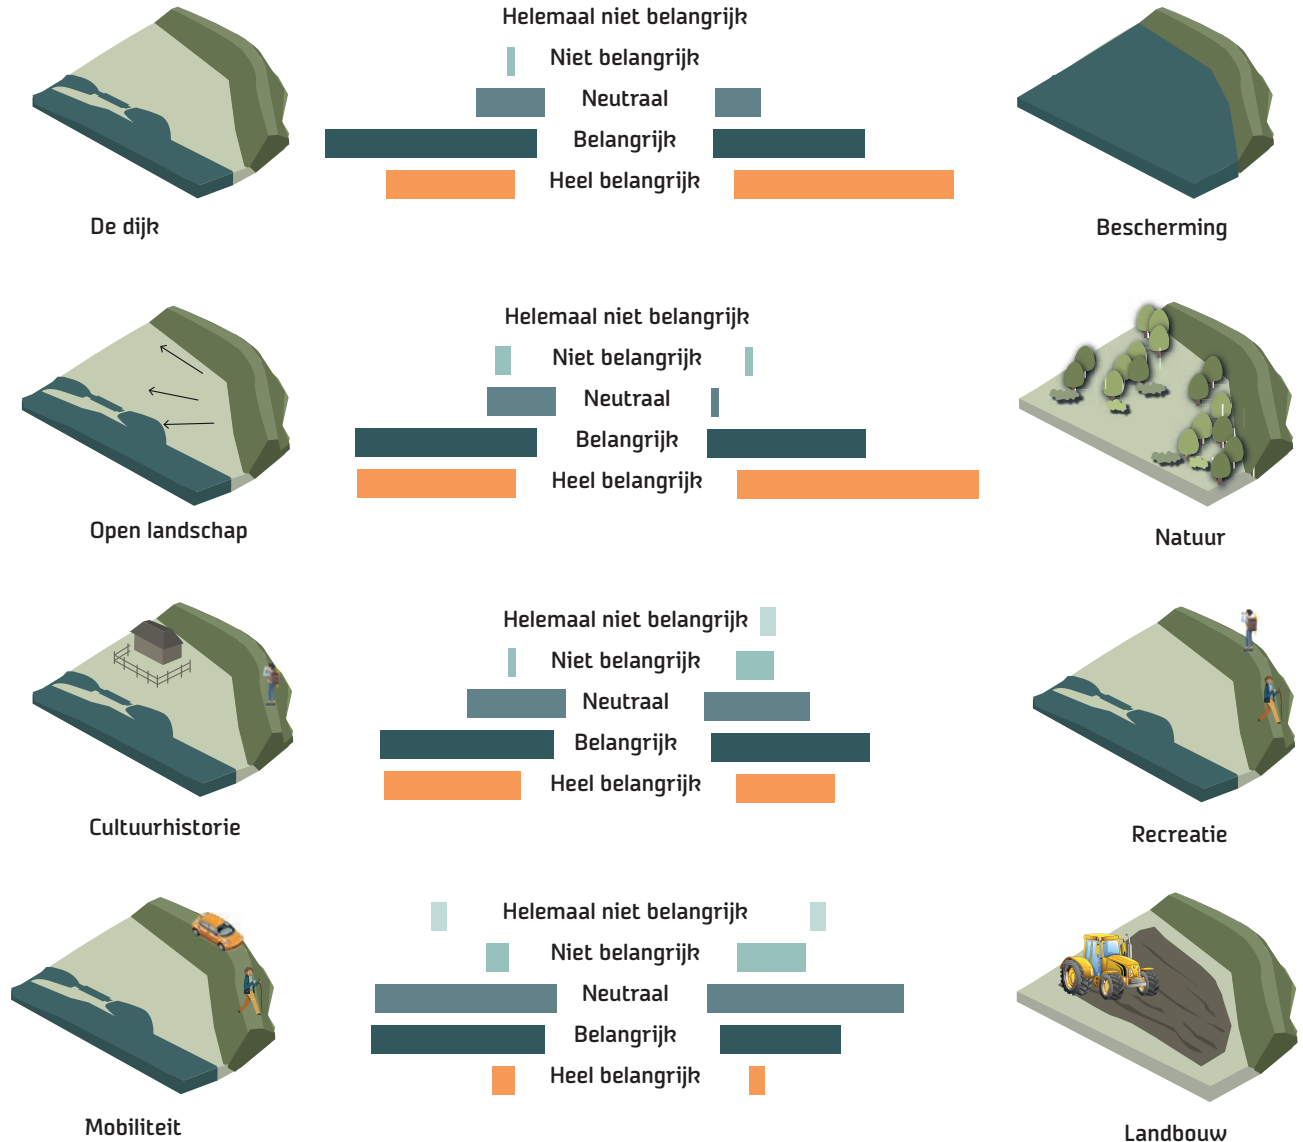 Helemaal niet belangrijk
Niet belangrijk
Neutraal
Belangrijk
Heel belangrijk
De dijk
Bescherming
Helemaal niet belangrijk
Niet belangrijk
Neutraal
Belangrijk
Heel belangrijk
Open landschap
Natuur
Helemaal niet belangrijk
Niet belangrijk
Neutraal
Belangrijk
Heel belangrijk
Cultuurhistorie
Recreatie
Helemaal niet belangrijk
Niet belangrijk
Neutraal
Belangrijk
Heel belangrijk
Mobiliteit
Landbouw